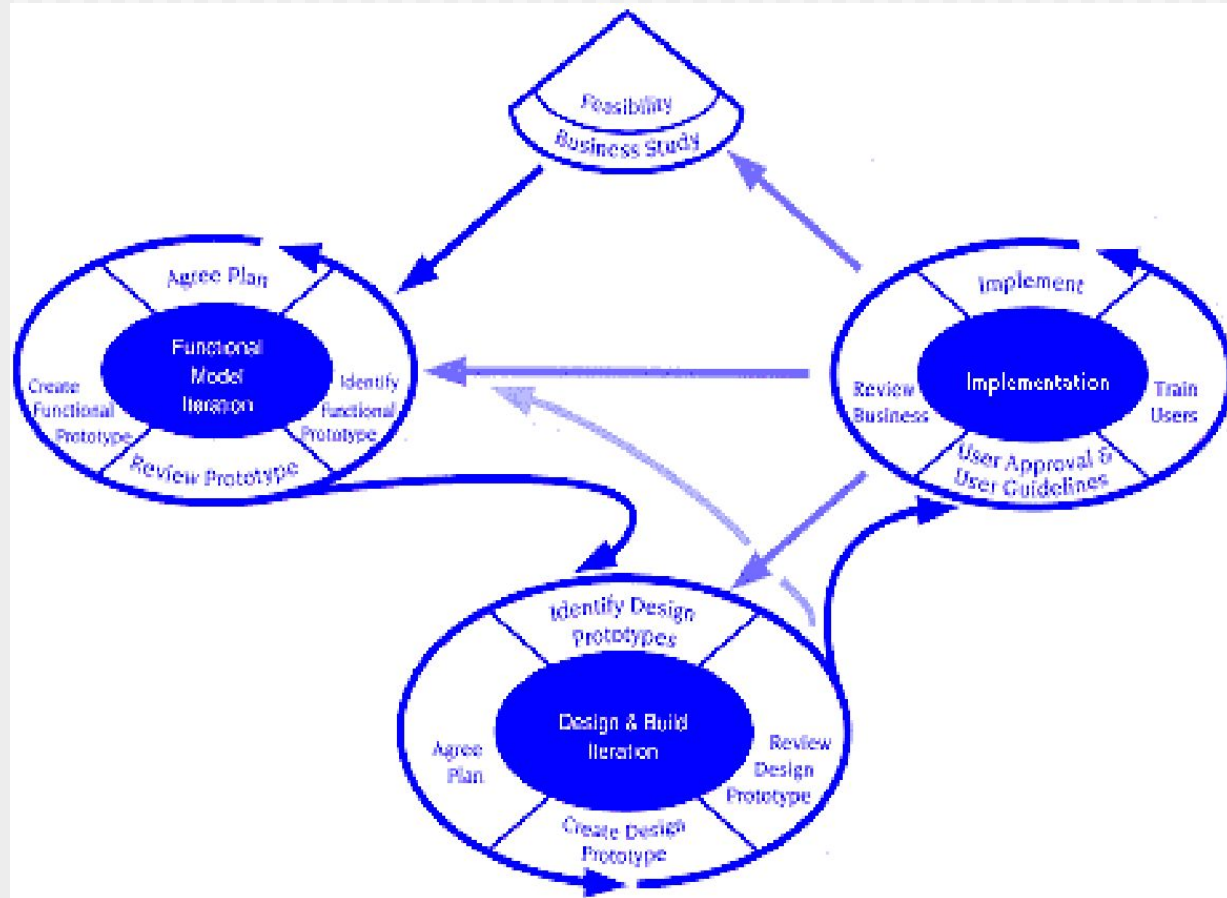 Feasibility
Business Study
Agree Plan
Functional
Model
Iteration
Create
Functional
Prototype
Identify
Functional
Prototype
Review Prototype
Implement
Implementation
Review
Business
Train
Users
User Approval &
User Guidelines
Identify Design
Prototypes
Design & Build
Iteration
Agree
Plan
Review
Design
Prototype
Create Design
Prototype